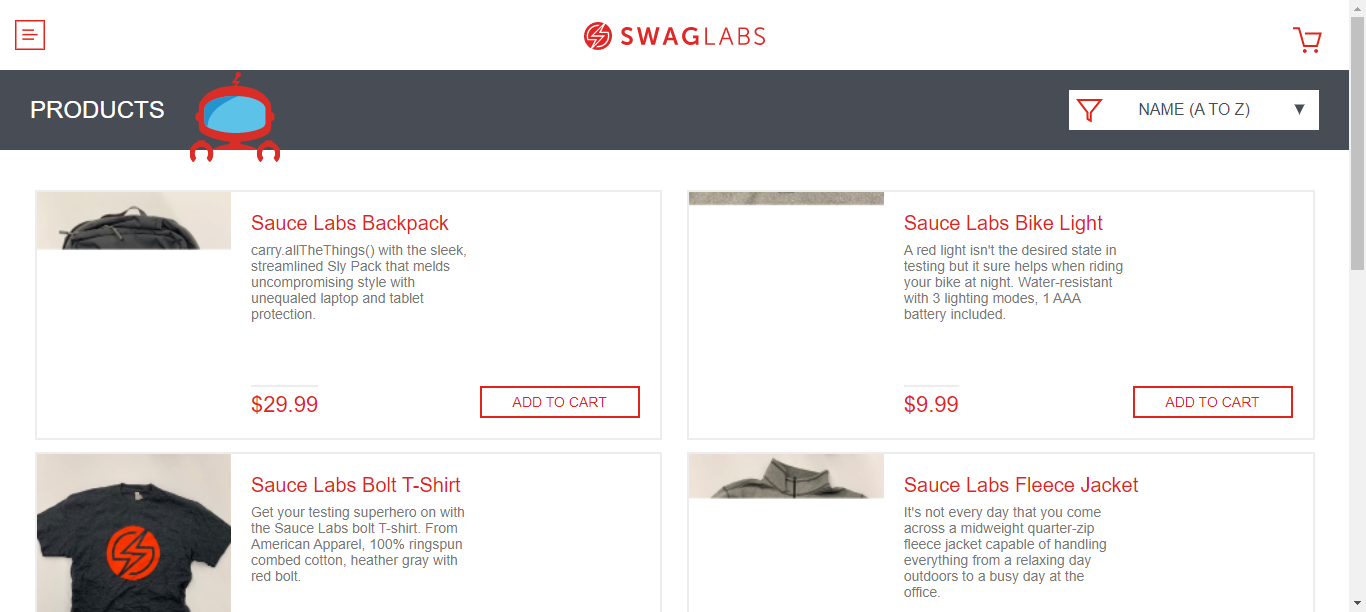 SWAGLABS
PRODUCTS
NAME (A TO Z)
Sauce Labs Backpack
carry.allTheThings() with the sleek,
streamlined Sly Pack that melds
uncompromising style with
unequaled laptop and tablet
protection.
$29.99
ADD TO CART
Sauce Labs Bike Light
A red light isn't the desired state in
testing but it sure helps when riding
your bike at night. Water-resistant
with 3 lighting modes, 1 AAA
battery included.
$9.99
ADD TO CART
Sauce Labs Bolt T-Shirt
Get your testing superhero on with
the Sauce Labs bolt T-shirt. From
American Apparel, 100% ringspun
combed cotton, heather gray with
red bolt.
Sauce Labs Fleece Jacket
It's not every day that you come
across a midweight quarter-zip
fleece jacket capable of handling
everything from a relaxing day
outdoors to a busy day at the
office.